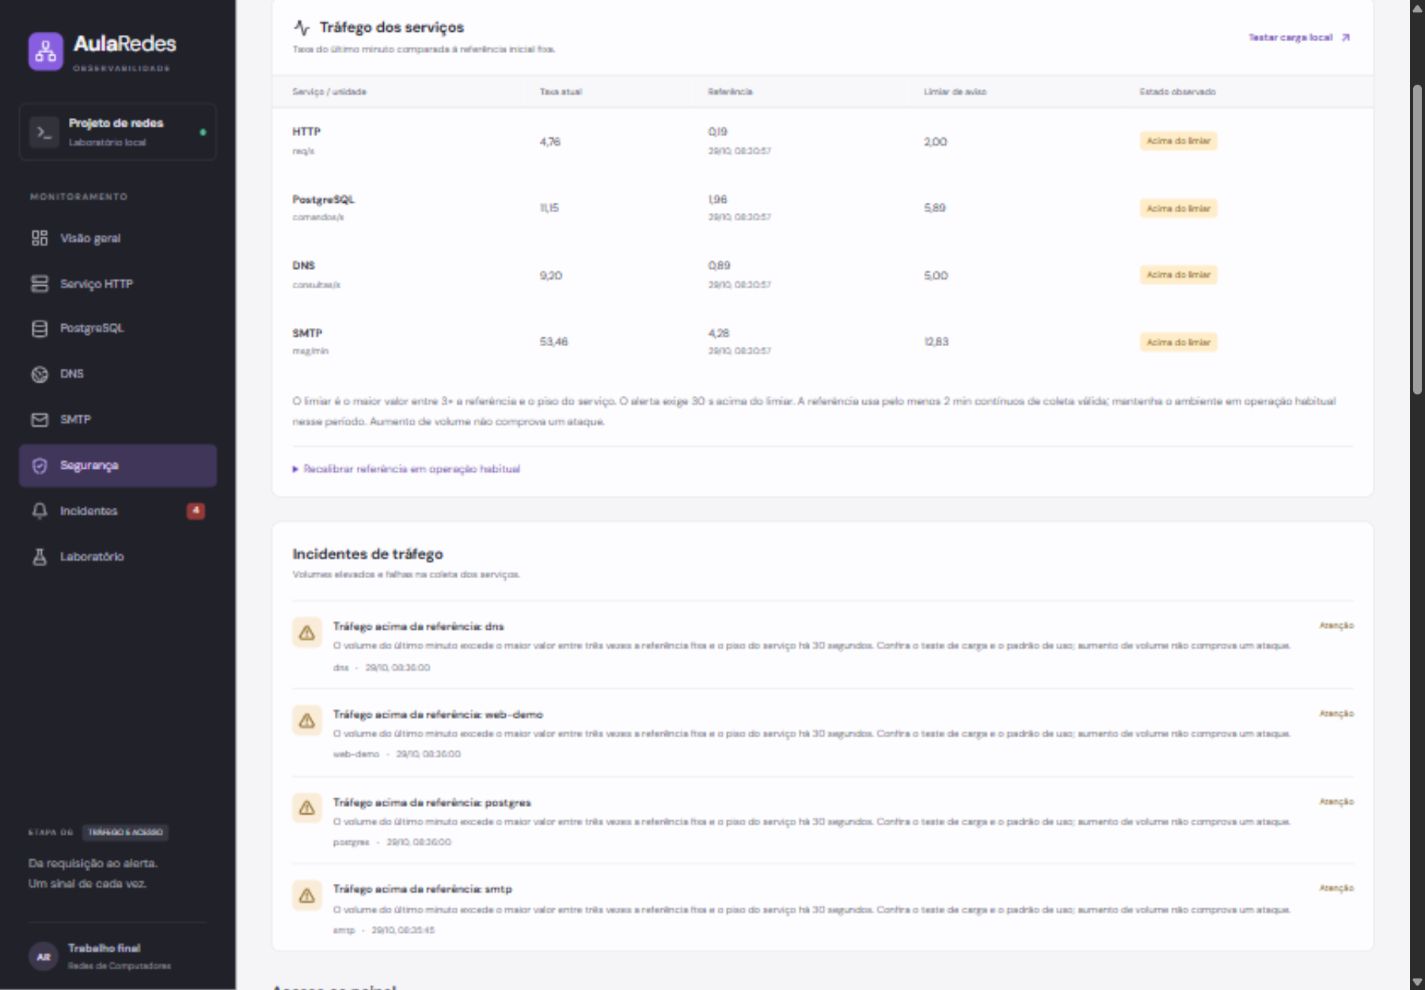 AulaRedes
OBSERVABILIDADE
Projeto de redes
Laboratório local
MONITORAMENTO
Visão geral
Serviço HTTP
PostgreSQL
DNS
SMTP
Segurança
Incidentes 4
Laboratório
ETAPA 06 TRÁFEGO E ACESSO
Da requisição ao alerta.
Um sinal de cada vez.
AR
Trabalho final
Redes de Computadores
Tráfego dos serviços
Taxa do último minuto comparada à referência inicial fixa.
Testar carga local
Serviço / unidade Taxa atual Referência Limiar de aviso Estado observado
HTTP
req/s
4,76
0,19
29/10, 08:30:57
2,00
Acima do limiar
PostgreSQL
comandos/s
11,15
1,96
29/10, 08:30:57
5,89
Acima do limiar
DNS
consultas/s
9,20
0,89
29/10, 08:30:57
5,00
Acima do limiar
SMTP
msg/min
53,46
4,28
29/10, 08:30:57
12,83
Acima do limiar
O limiar é o maior valor entre 3× a referência e o piso do serviço. O alerta exige 30 s acima do limiar. A referência usa pelo menos 2 min contínuos de coleta válida; mantenha o ambiente em operação habitual
nesse período. Aumento de volume não comprova um ataque.
Recalibrar referência em operação habitual
Incidentes de tráfego
Volumes elevados e falhas na coleta dos serviços.
Tráfego acima da referência: dns
Atenção
O volume do último minuto excede o maior valor entre três vezes a referência fixa e o piso do serviço há 30 segundos. Confira o teste de carga e o padrão de uso; aumento de volume não comprova um ataque.
dns · 29/10, 08:36:00
Tráfego acima da referência: web-demo
Atenção
O volume do último minuto excede o maior valor entre três vezes a referência fixa e o piso do serviço há 30 segundos. Confira o teste de carga e o padrão de uso; aumento de volume não comprova um ataque.
web-demo · 29/10, 08:36:00
Tráfego acima da referência: postgres
Atenção
O volume do último minuto excede o maior valor entre três vezes a referência fixa e o piso do serviço há 30 segundos. Confira o teste de carga e o padrão de uso; aumento de volume não comprova um ataque.
postgres · 29/10, 08:36:00
Tráfego acima da referência: smtp
Atenção
O volume do último minuto excede o maior valor entre três vezes a referência fixa e o piso do serviço há 30 segundos. Confira o teste de carga e o padrão de uso; aumento de volume não comprova um ataque.
smtp · 29/10, 08:35:45